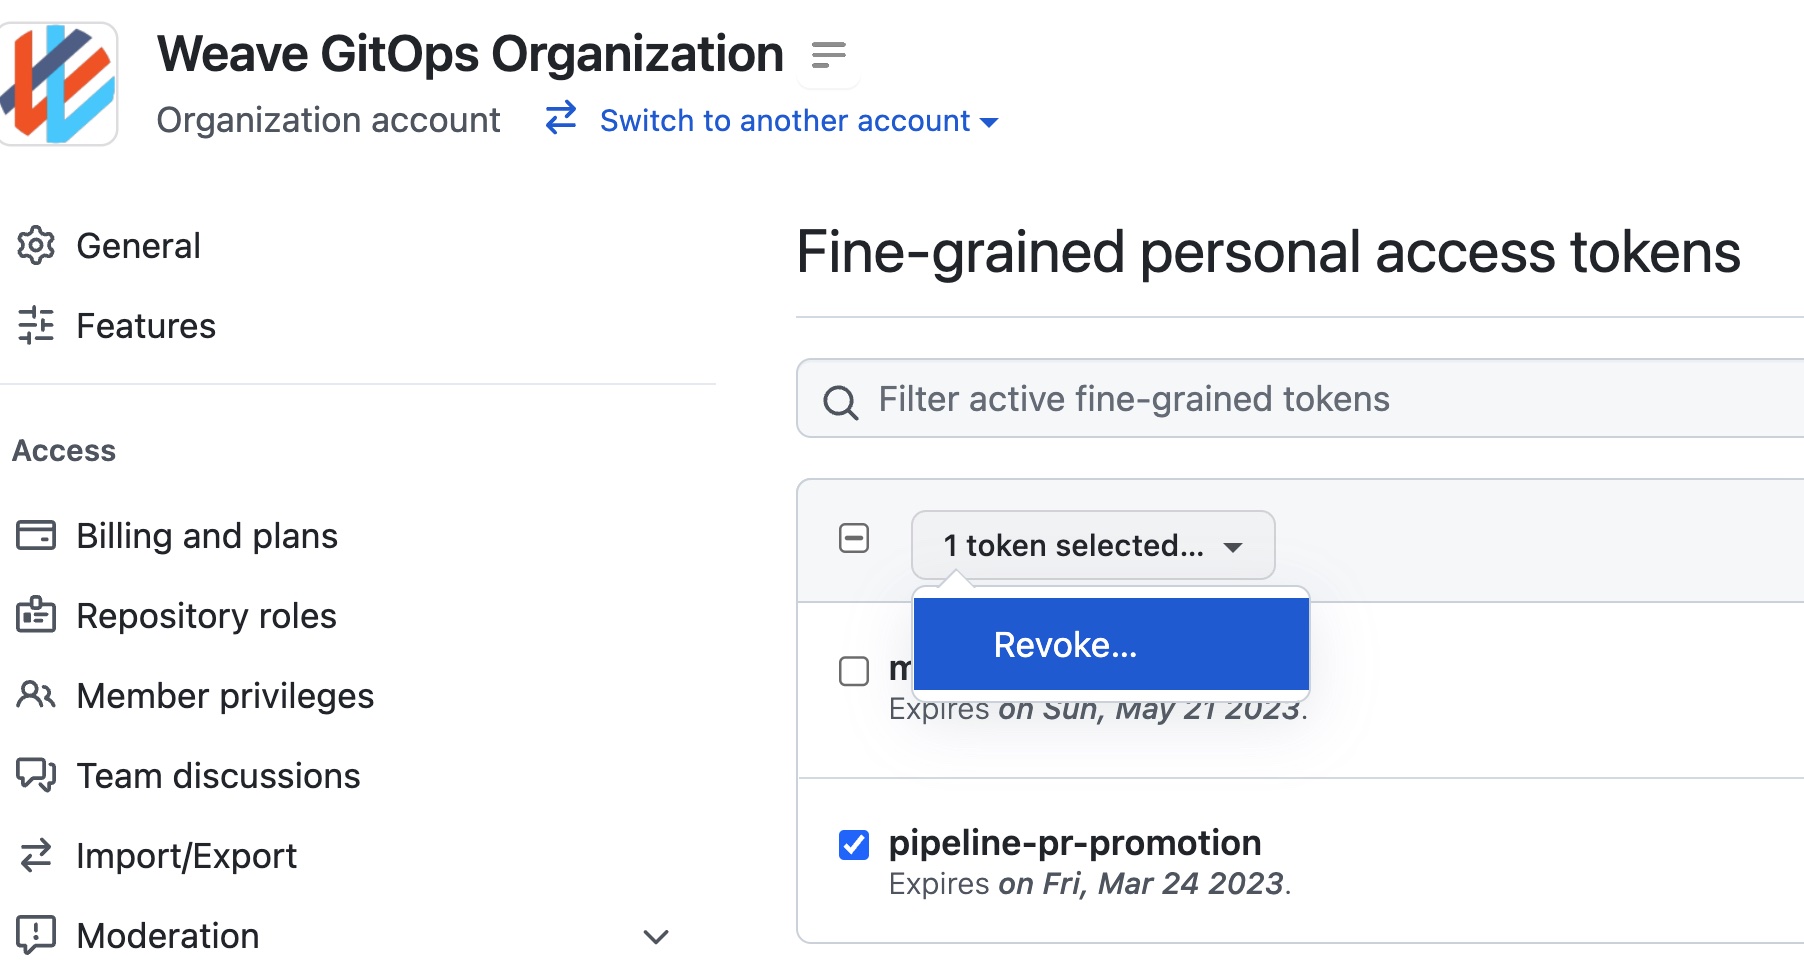 Weave GitOps Organization
Organization account
Switch to another account
General
Features
Access
Billing and plans
Repository roles
Member privileges
Team discussions
Import/Export
Moderation
Fine-grained personal access tokens
Filter active fine-grained tokens
1 token selected...
Revoke...
Expires on Sun, May 21 2023.
pipeline-pr-promotion
Expires on Fri, Mar 24 2023.